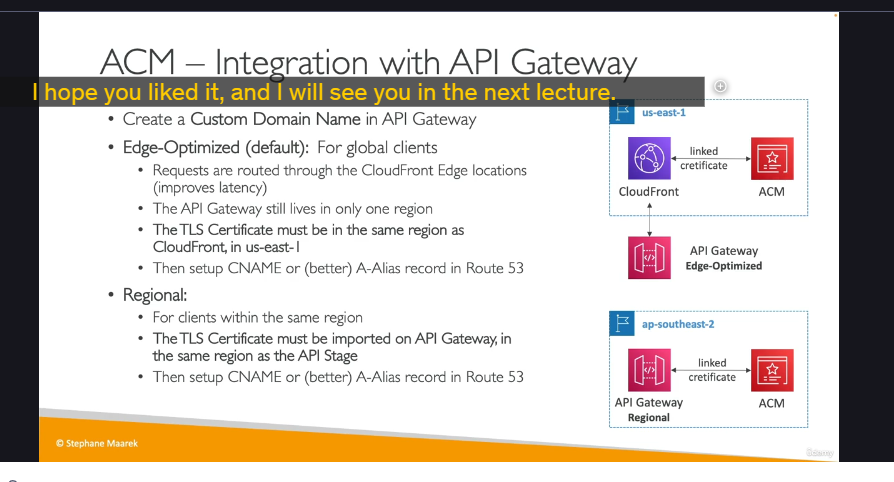 ACM – Integration with API Gateway
I hope you liked it, and I will see you in the next lecture.
• Create a Custom Domain Name in API Gateway
• Edge-Optimized (default): For global clients
• Requests are routed through the CloudFront Edge locations
(improves latency)
• The API Gateway still lives in only one region
• The TLS Certificate must be in the same region as
CloudFront, in us-east-1
• Then setup CNAME or (better) A-Alias record in Route 53
• Regional:
• For clients within the same region
• The TLS Certificate must be imported on API Gateway, in
the same region as the API Stage
• Then setup CNAME or (better) A-Alias record in Route 53
us-east-1
linked
cretificate
CloudFront
ACM
API Gateway
Edge-Optimized
ap-southeast-2
linked
cretificate
API Gateway
Regional
ACM
© Stephane Maarek
Udemy